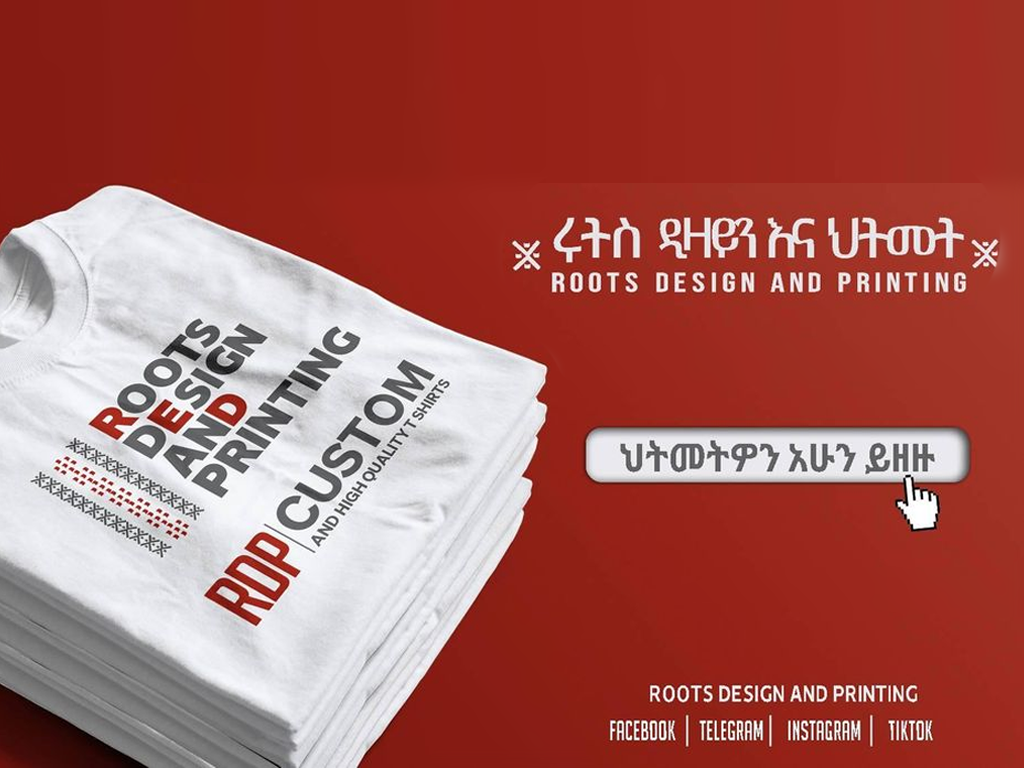 ሩትስ ዲዛይን እና ህትመት
ROOTS DESIGN AND PRINTING
ህትመትዎን አሁን ይዘዙ
ROOTS
DESIGN
AND
PRINTING
RDP
CUSTOM
AND HIGH QUALITY T SHIRTS
ROOTS DESIGN AND PRINTING
FACEBOOK | TELEGRAM | INSTAGRAM | TIKTOK